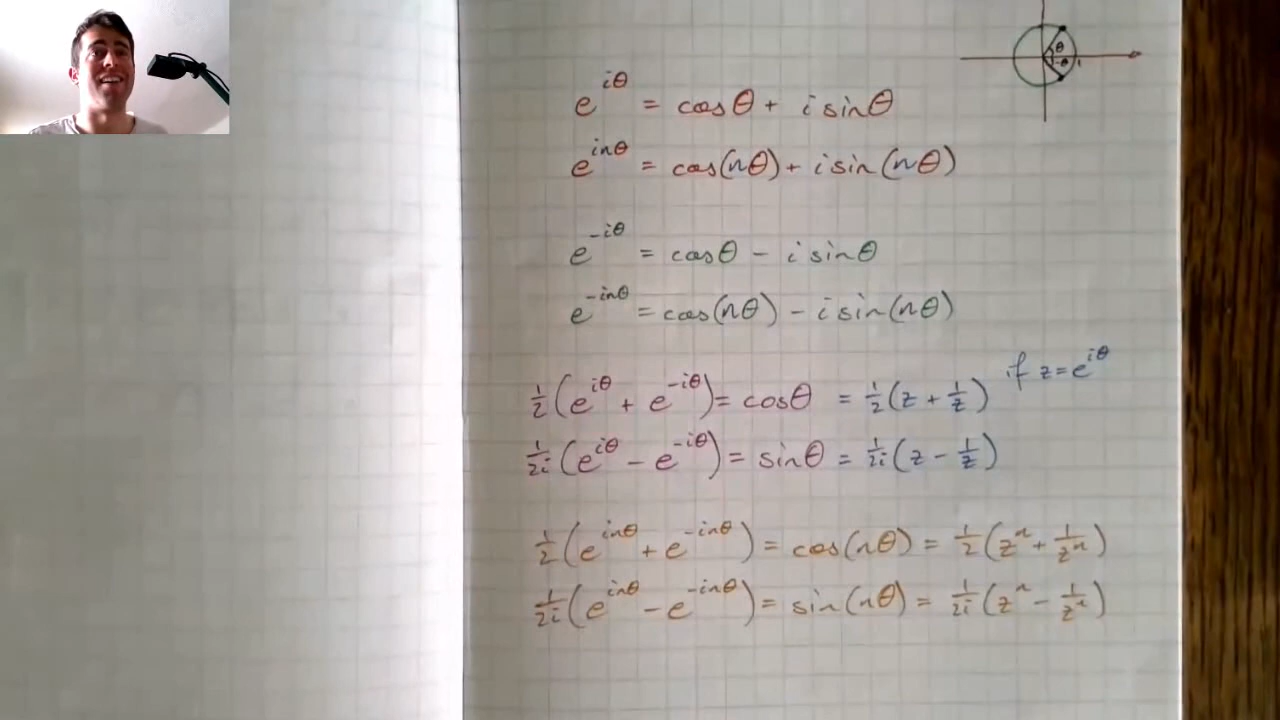 θ
-θ
1
e^{iθ} = cosθ + i sinθ
e^{inθ} = cos(nθ) + i sin(nθ)
e^{-iθ} = cosθ - i sinθ
e^{-inθ} = cos(nθ) - i sin(nθ)
½(e^{iθ} + e^{-iθ}) = cosθ = ½(z + 1/z) if z = e^{iθ}
1/2i (e^{iθ} - e^{-iθ}) = sinθ = 1/2i (z - 1/z)
½(e^{inθ} + e^{-inθ}) = cos(nθ) = ½(zⁿ + 1/zⁿ)
1/2i (e^{inθ} - e^{-inθ}) = sin(nθ) = 1/2i (zⁿ - 1/zⁿ)